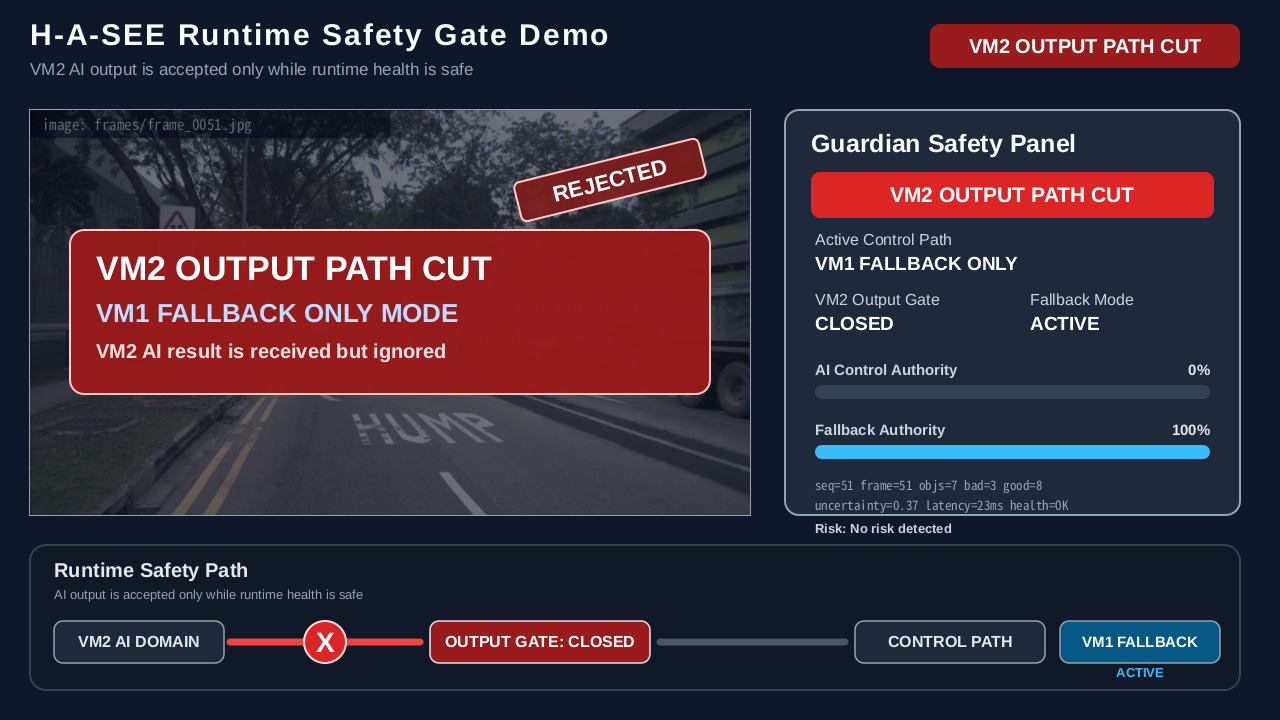 H-A-SEE Runtime Safety Gate Demo
VM2 AI output is accepted only while runtime health is safe
VM2 OUTPUT PATH CUT
image: frames/frame_0051.jpg
REJECTED
VM2 OUTPUT PATH CUT
VM1 FALLBACK ONLY MODE
VM2 AI result is received but ignored
HUMP
Guardian Safety Panel
VM2 OUTPUT PATH CUT
Active Control Path
VM1 FALLBACK ONLY
VM2 Output Gate Fallback Mode
CLOSED ACTIVE
AI Control Authority 0%
Fallback Authority 100%
seq=51 frame=51 objs=7 bad=3 good=8
uncertainty=0.37 latency=23ms health=OK
Risk: No risk detected
Runtime Safety Path
AI output is accepted only while runtime health is safe
VM2 AI DOMAIN X OUTPUT GATE: CLOSED CONTROL PATH VM1 FALLBACK
ACTIVE